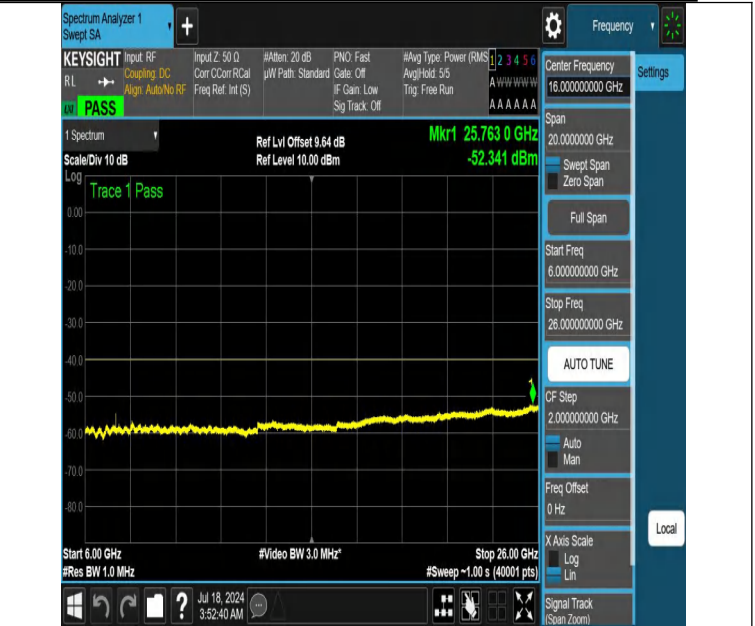 Spectrum Analyzer 1
Swept SA
+
Frequency
KEYSIGHT
RL
PASS
Input: RF
Coupling: DC
Align: Auto/No RF
Input Z: 50 Ω
Corr CCorr RCal
Freq Ref: Int (S)
#Atten: 20 dB
µW Path: Standard
PNO: Fast
Gate: Off
IF Gain: Low
Sig Track: Off
#Avg Type: Power (RMS
Avg|Hold: 5/5
Trig: Free Run
1 2 3 4 5 6
A W W W W W
A A A A A A
1 Spectrum
Scale/Div 10 dB
Ref Lvl Offset 9.64 dB
Ref Level 10.00 dBm
Mkr1 25.763 0 GHz
-52.341 dBm
Log
Trace 1 Pass
0.00
-10.0
-20.0
-30.0
-40.0
-50.0
-60.0
-70.0
-80.0
1
Start 6.00 GHz
#Res BW 1.0 MHz
#Video BW 3.0 MHz*
Stop 26.00 GHz
#Sweep ~1.00 s (40001 pts)
Jul 18, 2024
3:52:40 AM
?
Center Frequency
16.000000000 GHz
Span
20.0000000 GHz
Swept Span
Zero Span
Full Span
Start Freq
6.000000000 GHz
Stop Freq
26.000000000 GHz
AUTO TUNE
CF Step
2.000000000 GHz
Auto
Man
Freq Offset
0 Hz
X Axis Scale
Log
Lin
Signal Track
(Span Zoom)
Settings
Local